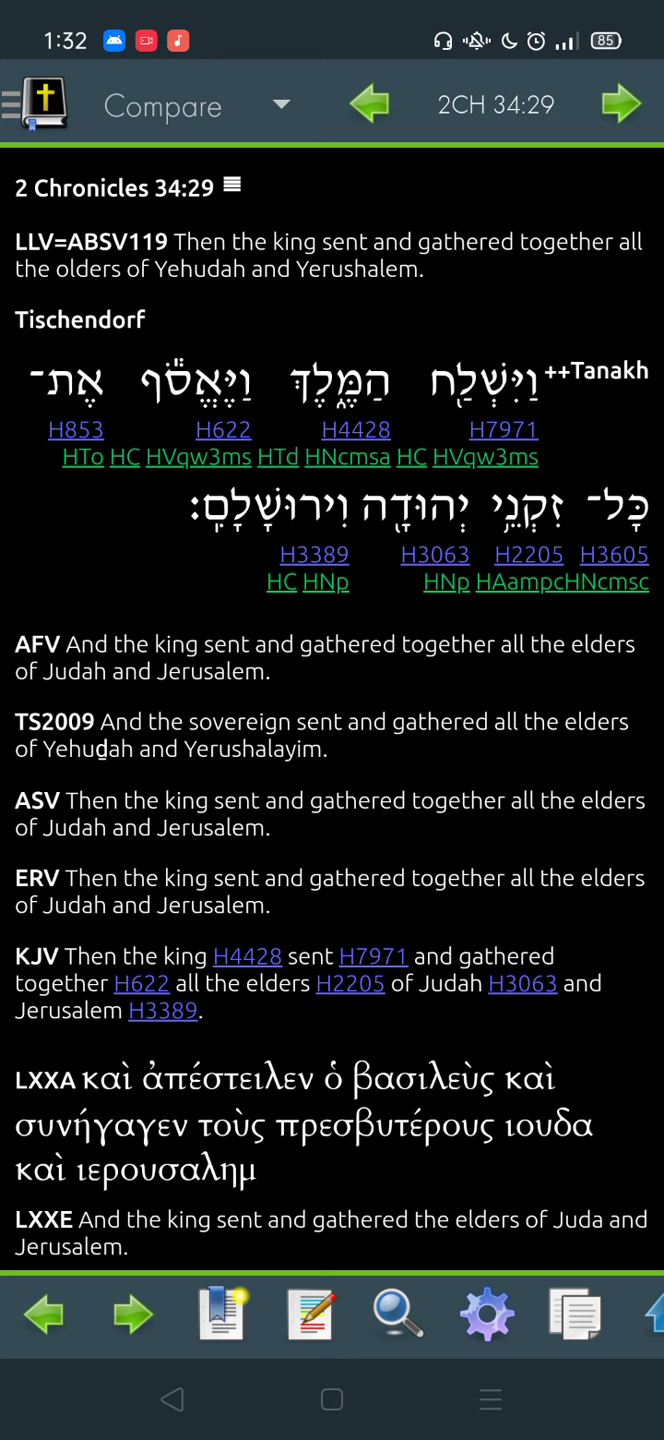 1:32
85
Compare
2CH 34:29
2 Chronicles 34:29
LLV=ABSV119 Then the king sent and gathered together all
the olders of Yehudah and Yerushalem.
Tischendorf
++Tanakh וַיִּשְׁלַ֖ח הַמֶּ֑לֶךְ וַיֶּאֱסֹ֕ף אֶת־
H853 H622 H4428 H7971
HTo HC HVqw3ms HTd HNcmsa HC HVqw3ms
כָּל־ זִקְנֵ֥י יְהוּדָ֖ה וִירוּשָׁלִָֽם׃
H3389 H3063 H2205 H3605
HC HNp HNp HAampcHNcmsc
AFV And the king sent and gathered together all the elders
of Judah and Jerusalem.
TS2009 And the sovereign sent and gathered all the elders
of Yehuḏah and Yerushalayim.
ASV Then the king sent and gathered together all the elders
of Judah and Jerusalem.
ERV Then the king sent and gathered together all the elders
of Judah and Jerusalem.
KJV Then the king H4428 sent H7971 and gathered
together H622 all the elders H2205 of Judah H3063 and
Jerusalem H3389.
LXXA καὶ ἀπέστειλεν ὁ βασιλεὺς καὶ
συνήγαγεν τοὺς πρεσβυτέρους ιουδα
καὶ ιερουσαλημ
LXXE And the king sent and gathered the elders of Juda and
Jerusalem.